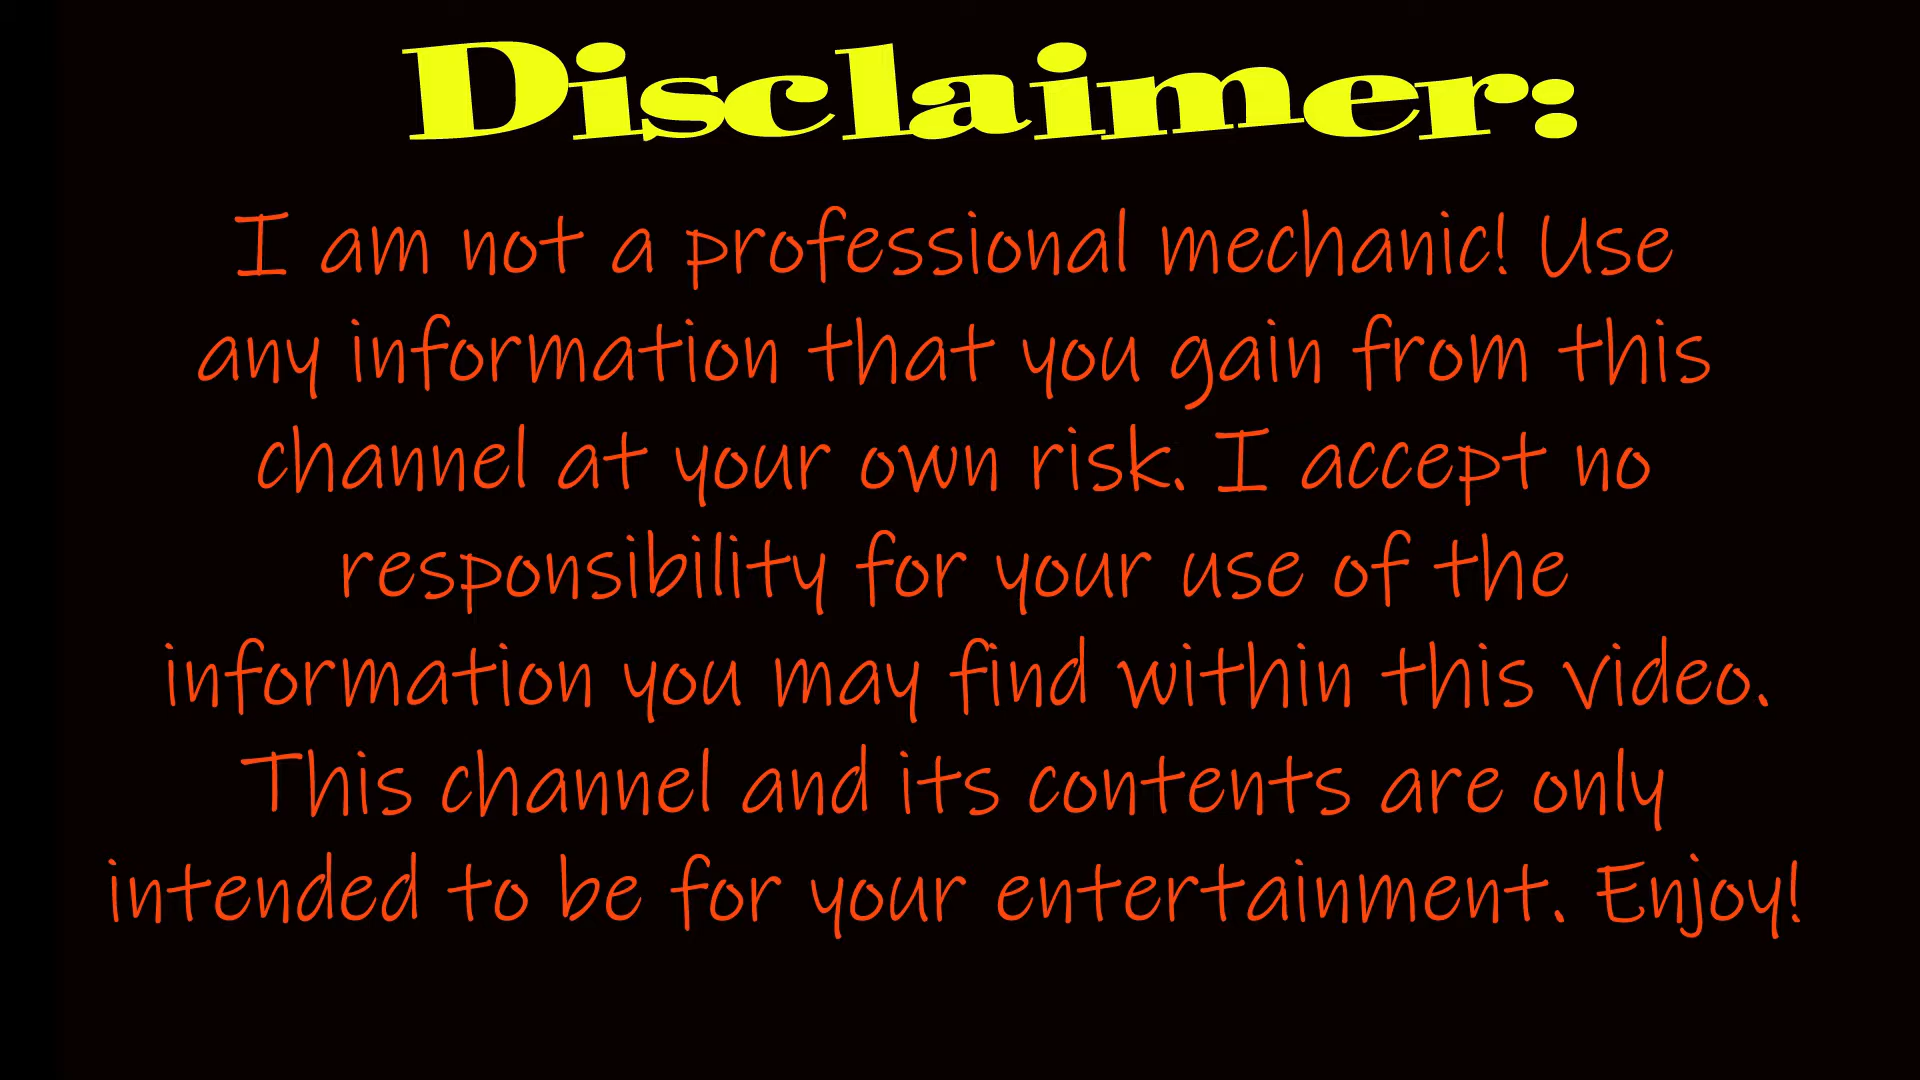 Disclaimer:
I am not a professional mechanic! Use
any information that you gain from this
channel at your own risk. I accept no
responsibility for your use of the
information you may find within this video.
This channel and its contents are only
intended to be for your entertainment. Enjoy!